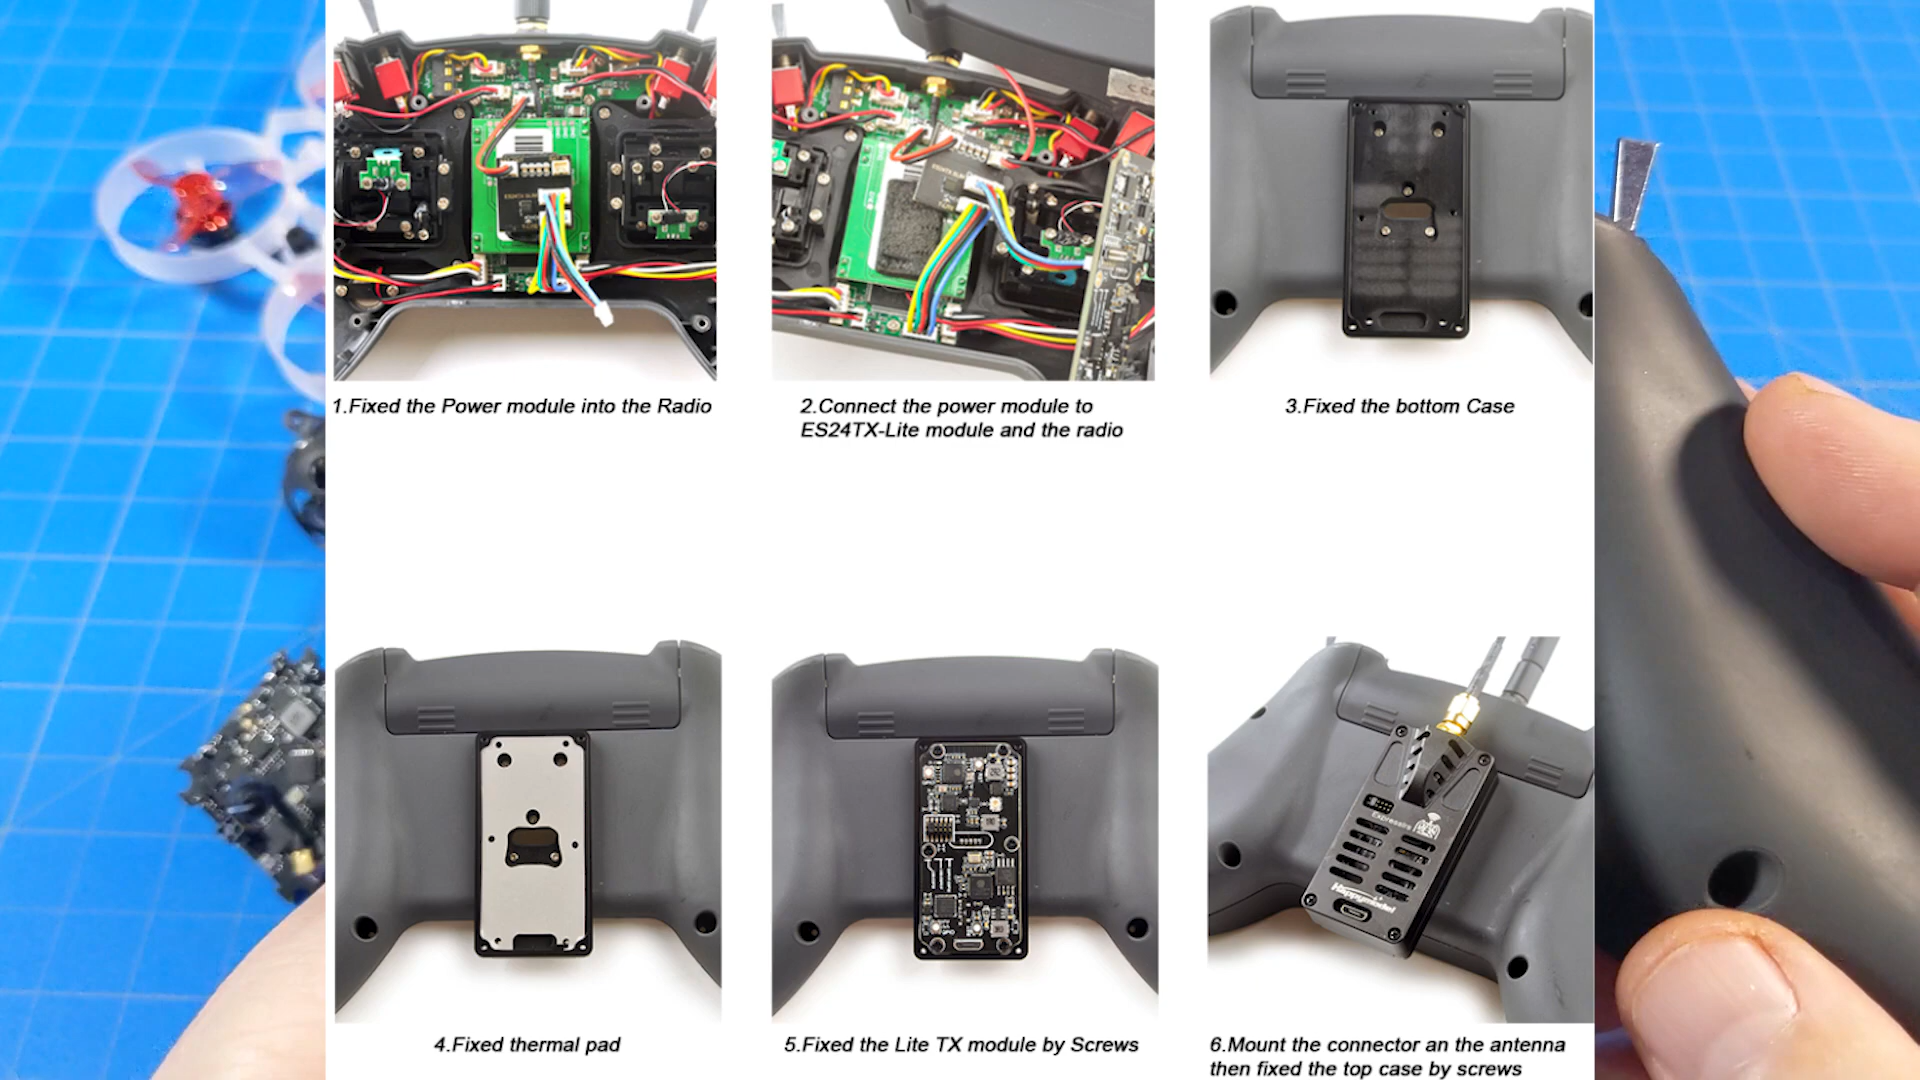 1.Fixed the Power module into the Radio
2.Connect the power module to
ES24TX-Lite module and the radio
3.Fixed the bottom Case
4.Fixed thermal pad
5.Fixed the Lite TX module by Screws
Expresslrs
Happymodel
6.Mount the connector an the antenna
then fixed the top case by screws